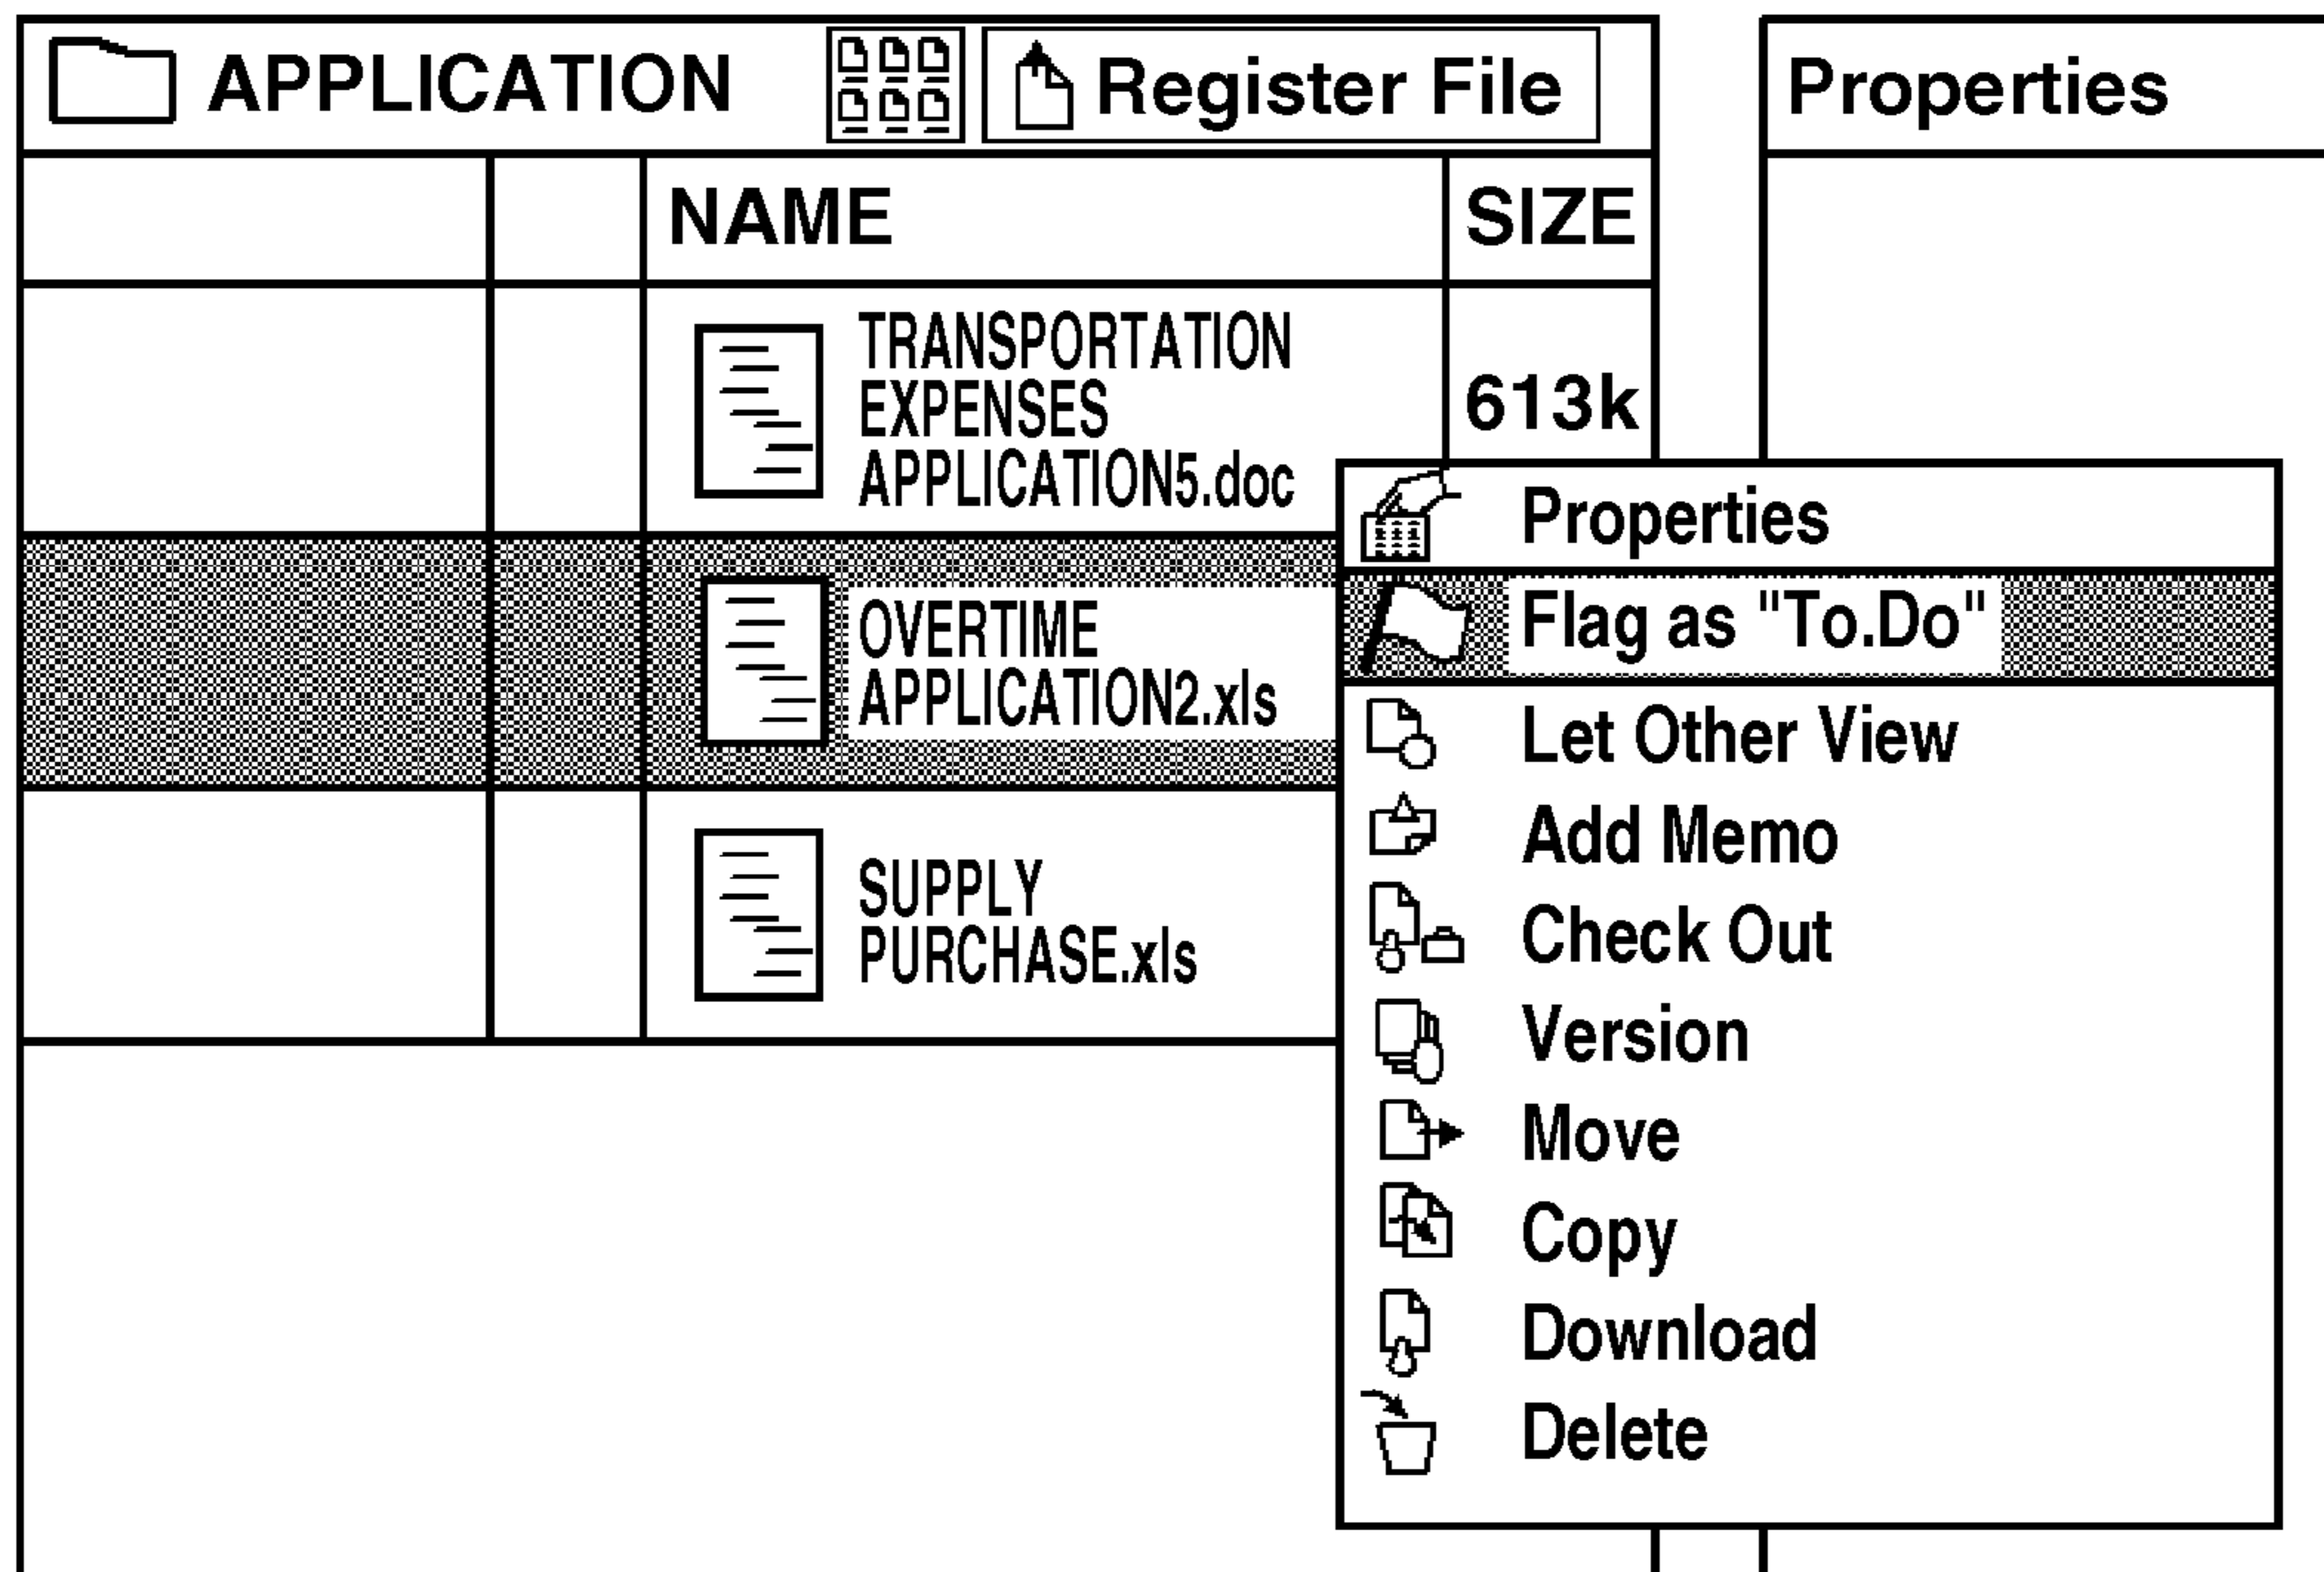 APPLICATION
Register File
Properties
NAME
SIZE
TRANSPORTATION
EXPENSES
APPLICATION5.doc
613k
OVERTIME
APPLICATION2.xls
SUPPLY
PURCHASE.xls
Properties
Flag as "To.Do"
Let Other View
Add Memo
Check Out
Version
Move
Copy
Download
Delete